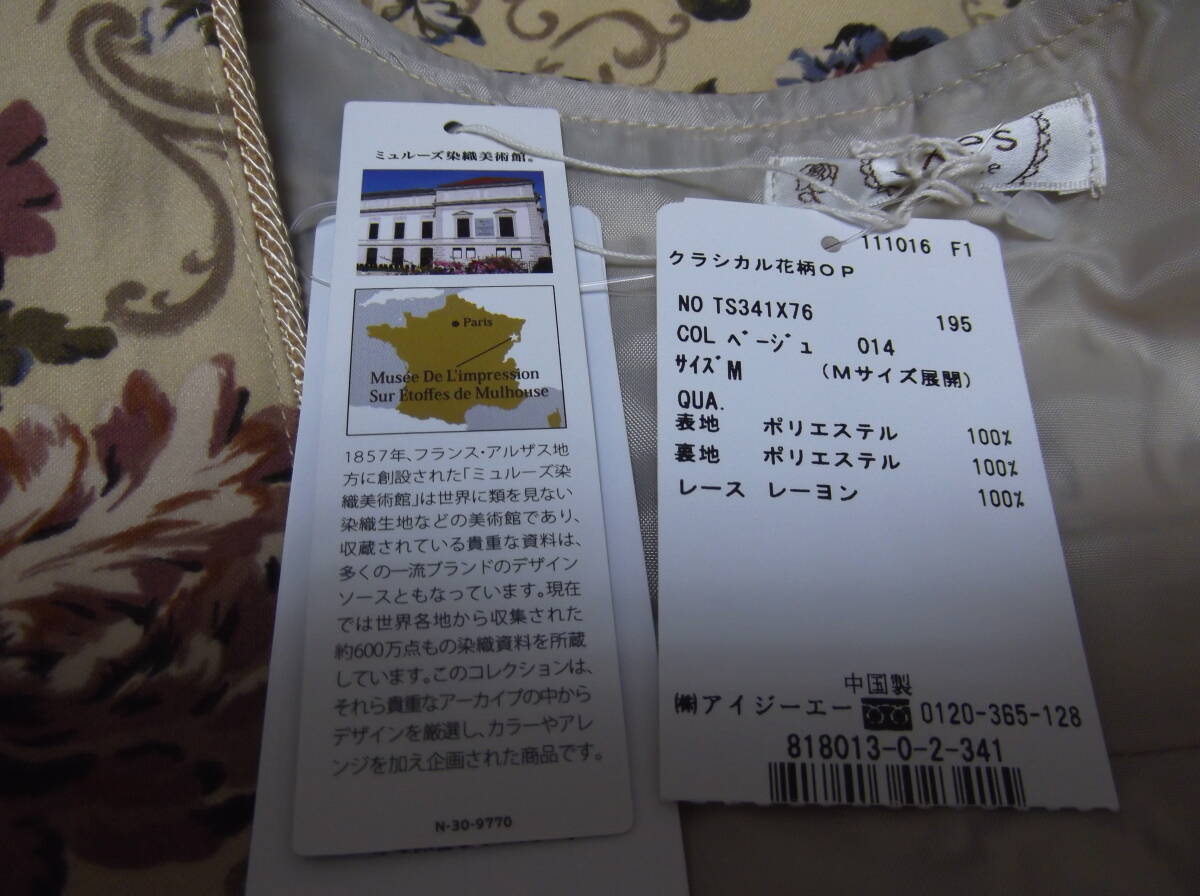 ミュルーズ染織美術館®
Paris
Musée De L'impression
Sur Étoffes de Mulhouse
1857年、フランス・アルザス地
方に創設された「ミュルーズ染
織美術館」は世界に類を見ない
染織生地などの美術館であり、
収蔵されている貴重な資料は、
多くの一流ブランドのデザイン
ソースともなっています。現在
では世界各地から収集された
約600万点もの染織資料を所蔵
しています。このコレクションは、
それら貴重なアーカイブの中から
デザインを厳選し、カラーやアレ
ンジを加え企画された商品です。
N-30-9770
111016 F1
クラシカル花柄OP
NO TS341X76 195
COL ベージュ 014
サイズ M (Mサイズ展開)
QUA.
表地 ポリエステル 100%
裏地 ポリエステル 100%
レース レーヨン 100%
中国製
㈱アイジーエー 0120-365-128
818013-0-2-341